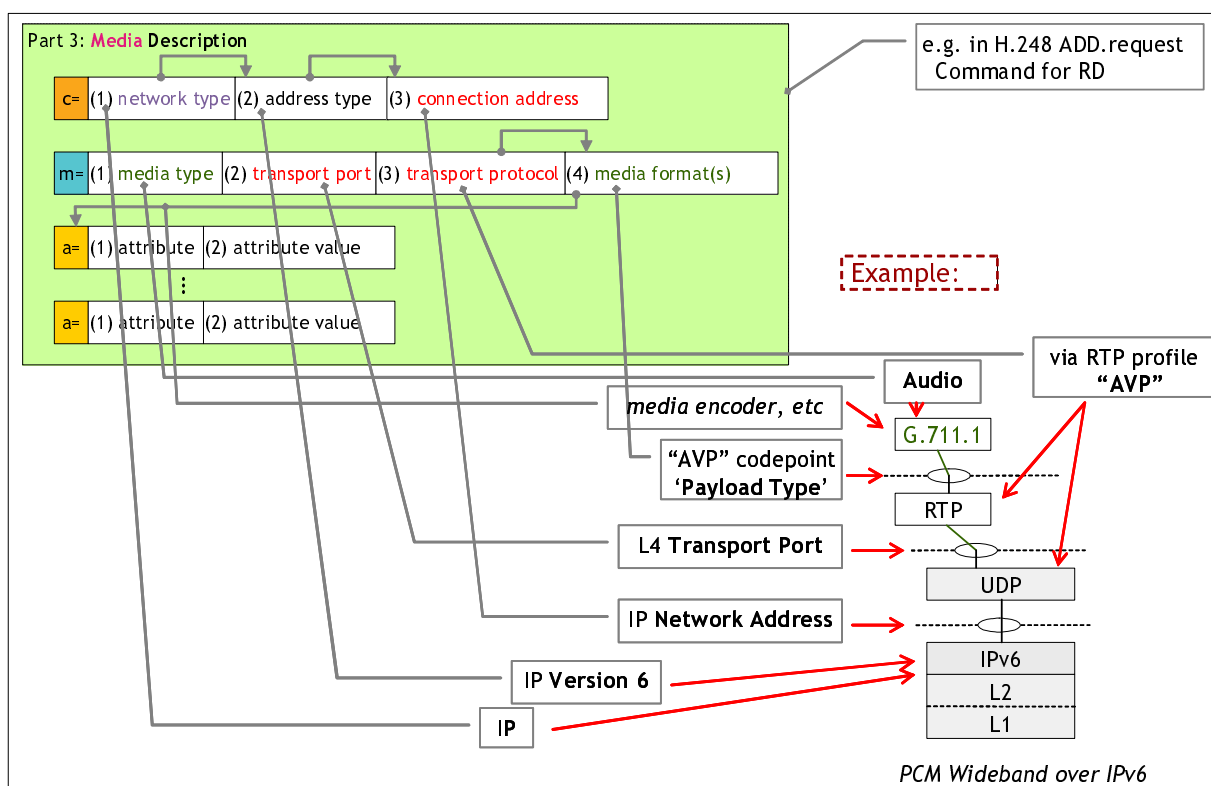 Part 3: Media Description
e.g. in H.248 ADD.request
Command for RD
c= (1) network type (2) address type (3) connection address
m= (1) media type (2) transport port (3) transport protocol (4) media format(s)
a= (1) attribute (2) attribute value
⋮
a= (1) attribute (2) attribute value
Example:
via RTP profile
“AVP”
Audio
media encoder, etc
G.711.1
“AVP” codepoint
‘Payload Type’
RTP
L4 Transport Port
UDP
IP Network Address
IPv6
IP Version 6
L2
IP
L1
PCM Wideband over IPv6